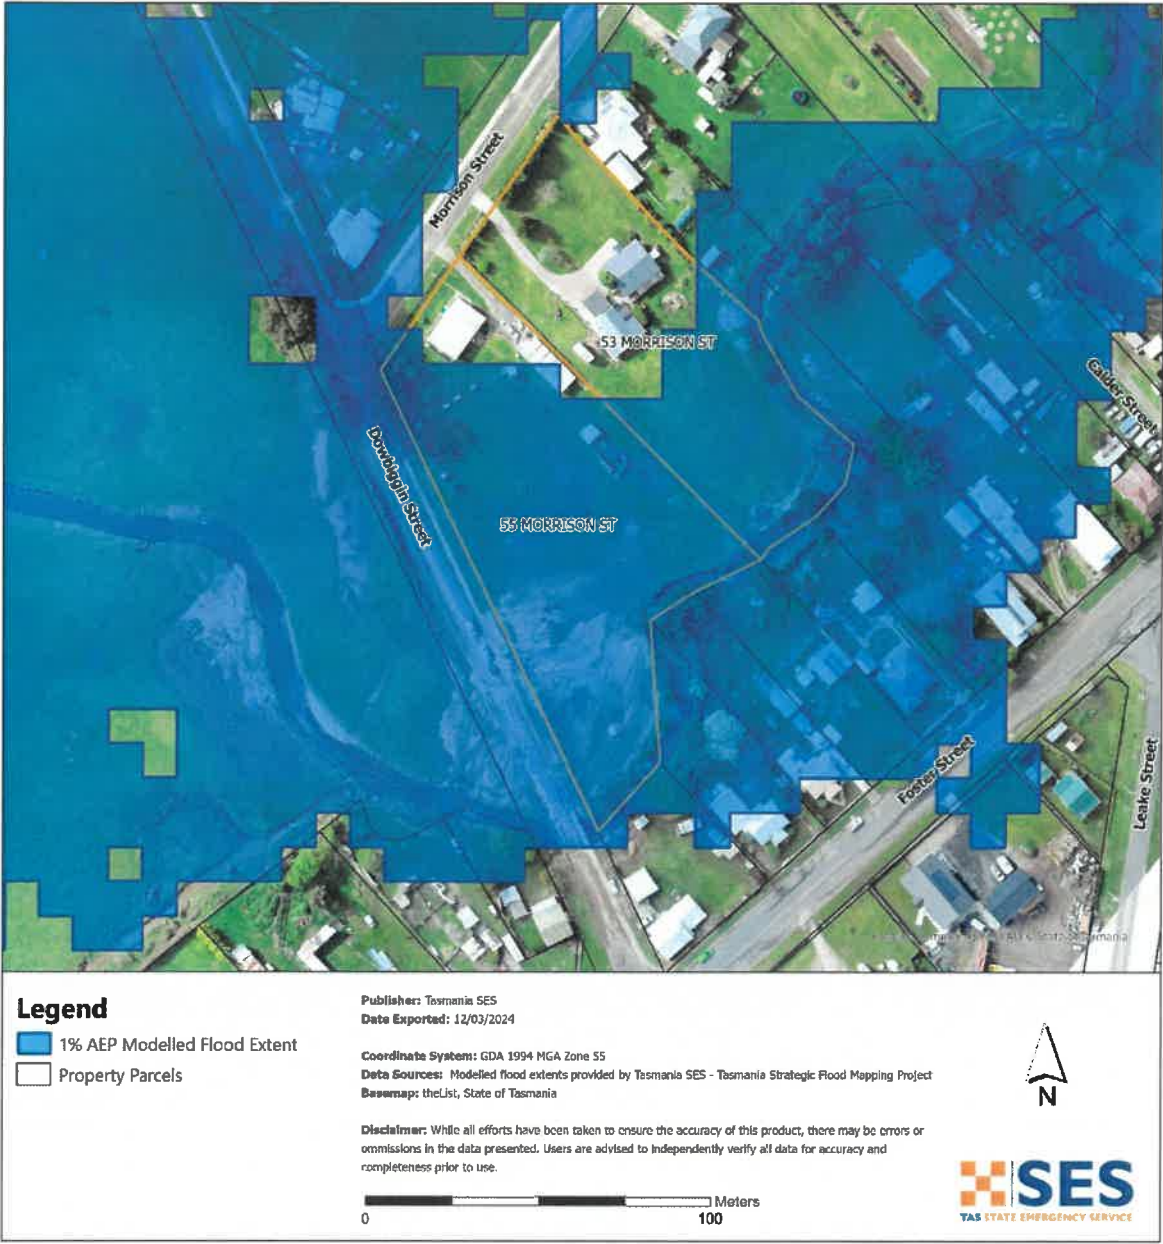 Morrison Street
53 MORRISON ST
Calder Street
Dowbiggin Street
55 MORRISON ST
Foster Street
Leake Street
State of Tasmania
Legend
1% AEP Modelled Flood Extent
Property Parcels
Publisher: Tasmania SES
Date Exported: 12/03/2024
Coordinate System: GDA 1994 MGA Zone 55
Data Sources: Modelled flood extents provided by Tasmania SES - Tasmania Strategic Flood Mapping Project
Basemap: theList, State of Tasmania
Disclaimer: While all efforts have been taken to ensure the accuracy of this product, there may be errors or
ommissions in the data presented. Users are advised to independently verify all data for accuracy and
completeness prior to use.
Meters
0 100
N
SES
TAS STATE EMERGENCY SERVICE